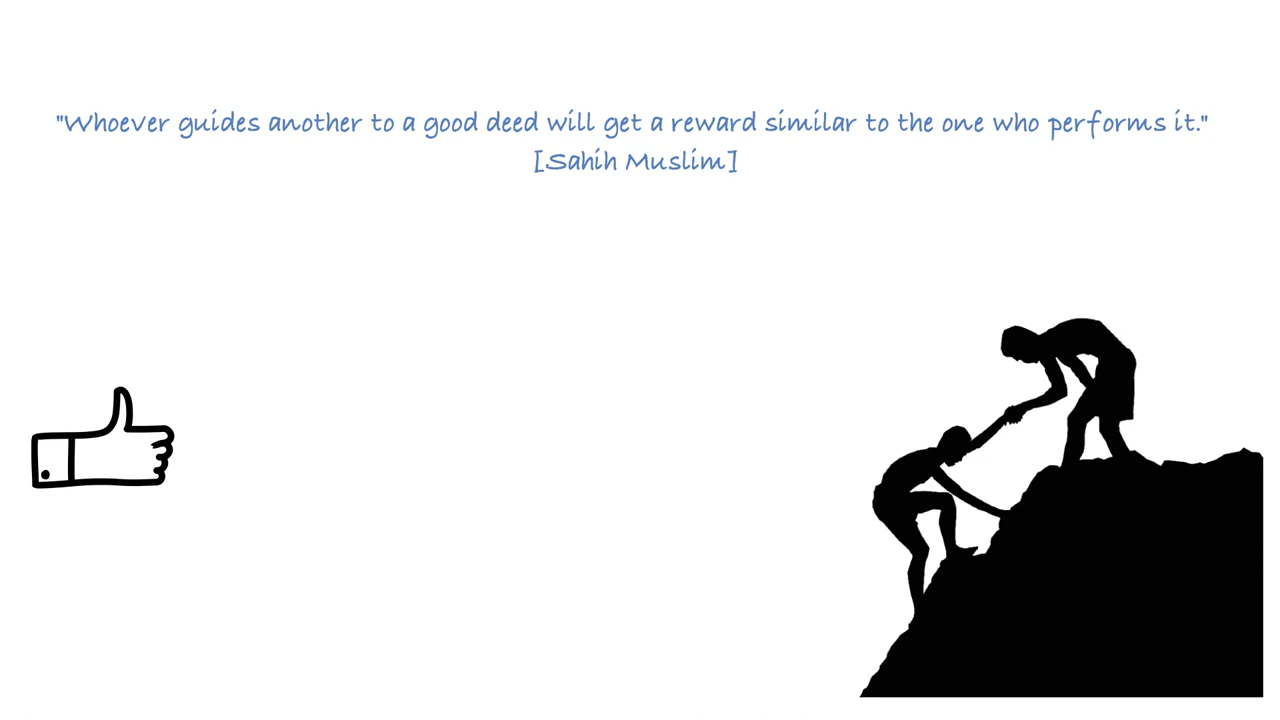 "Whoever guides another to a good deed will get a reward similar to the one who performs it."
[Sahih Muslim]